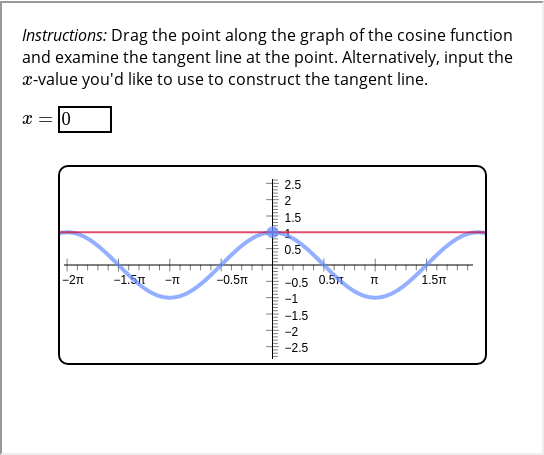 Instructions: Drag the point along the graph of the cosine function
and examine the tangent line at the point. Alternatively, input the
x-value you'd like to use to construct the tangent line.
x = 0
2.5
2
1.5
1
0.5
−2π −1.5π −π −0.5π 0.5π π 1.5π
−0.5
−1
−1.5
−2
−2.5